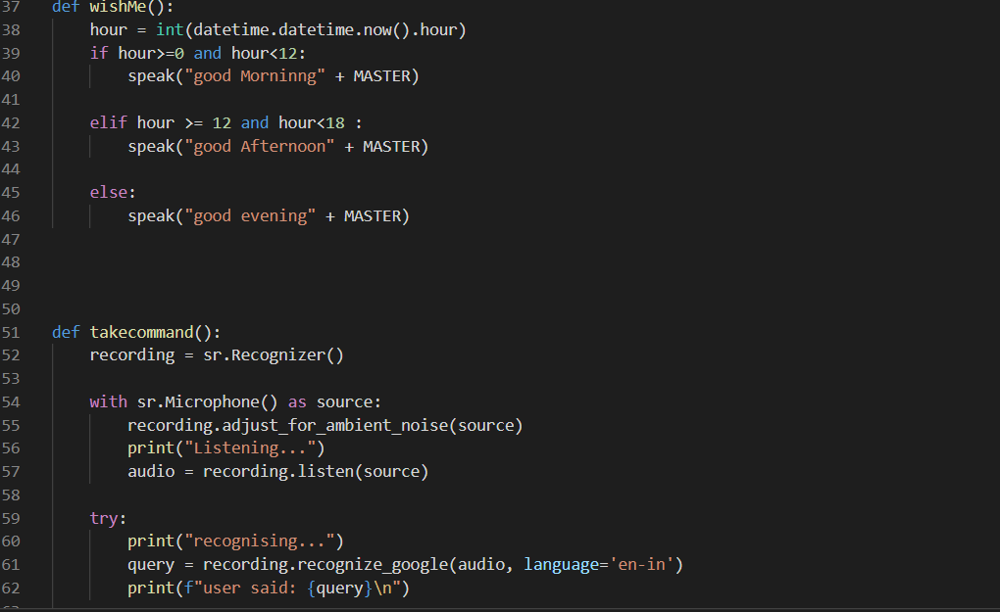 37 def wishMe():
38     hour = int(datetime.datetime.now().hour)
39     if hour>=0 and hour<12:
40         speak("good Morninng" + MASTER)
41
42     elif hour >= 12 and hour<18 :
43         speak("good Afternoon" + MASTER)
44
45     else:
46         speak("good evening" + MASTER)
47
48
49
50
51 def takecommand():
52     recording = sr.Recognizer()
53
54     with sr.Microphone() as source:
55         recording.adjust_for_ambient_noise(source)
56         print("Listening...")
57         audio = recording.listen(source)
58
59     try:
60         print("recognising...")
61         query = recording.recognize_google(audio, language='en-in')
62         print(f"user said: {query}\n")